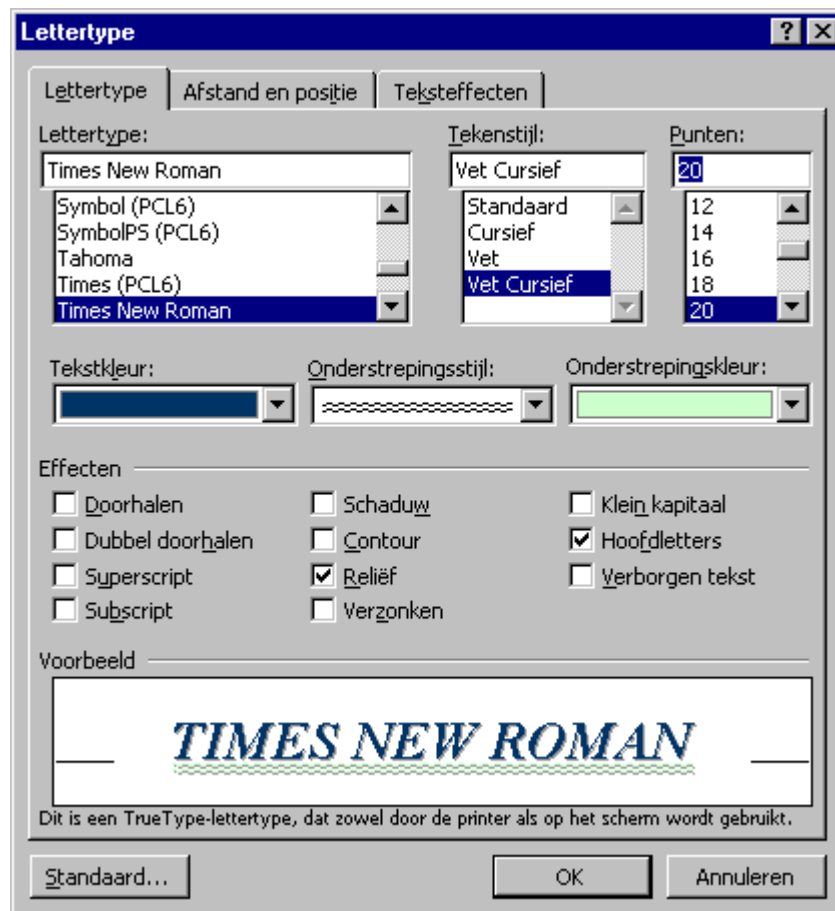 Lettertype
Lettertype Afstand en positie Teksteffecten
Lettertype: Tekenstijl: Punten:
Times New Roman Vet Cursief 20
Symbol (PCL6) Standaard 12
SymbolPS (PCL6) Cursief 14
Tahoma Vet 16
Times (PCL6) Vet Cursief 18
Times New Roman 20
Tekstkleur: Onderstrepingsstijl: Onderstrepingskleur:
Effecten
Doorhalen Schaduw Klein kapitaal
Dubbel doorhalen Contour Hoofdletters
Superscript Reliëf Verborgen tekst
Subscript Verzonken
Voorbeeld
TIMES NEW ROMAN
Dit is een TrueType-lettertype, dat zowel door de printer als op het scherm wordt gebruikt.
Standaard... OK Annuleren